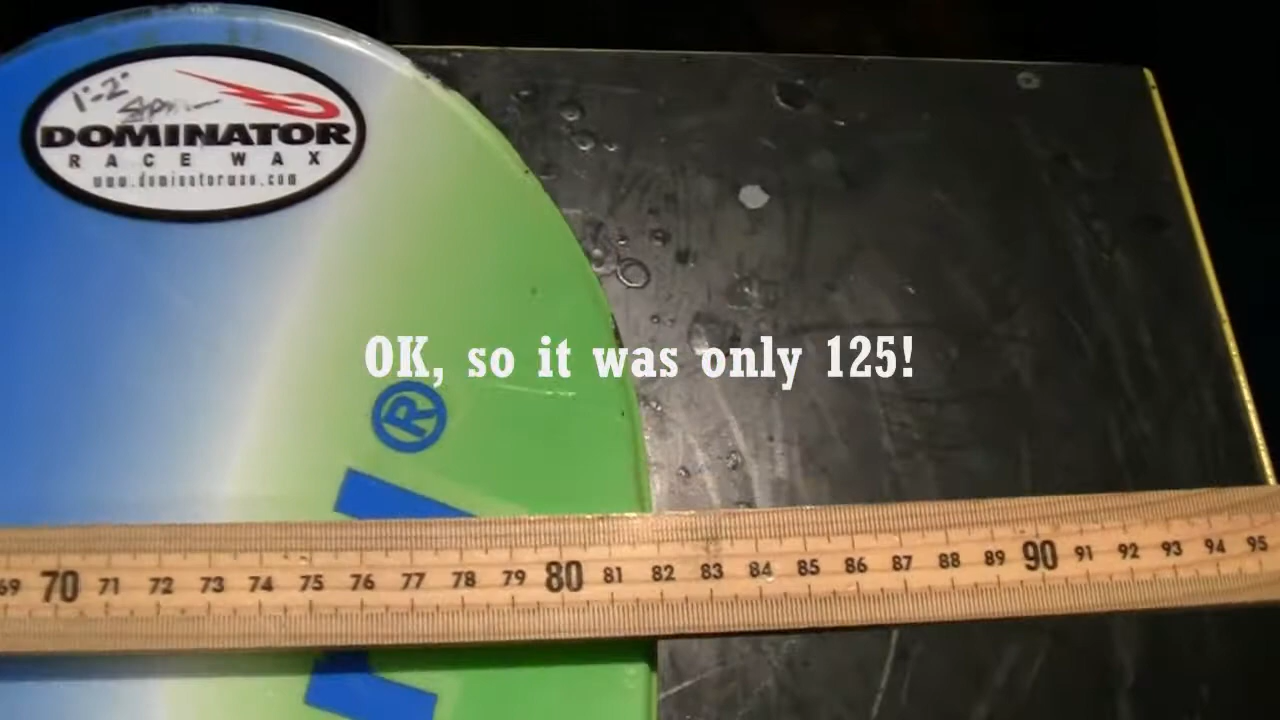 1°-2°
DOMINATOR
RACE WAX
www.dominatorwax.com
OK, so it was only 125!
®
69 70 71 72 73 74 75 76 77 78 79 80 81 82 83 84 85 86 87 88 89 90 91 92 93 94 95